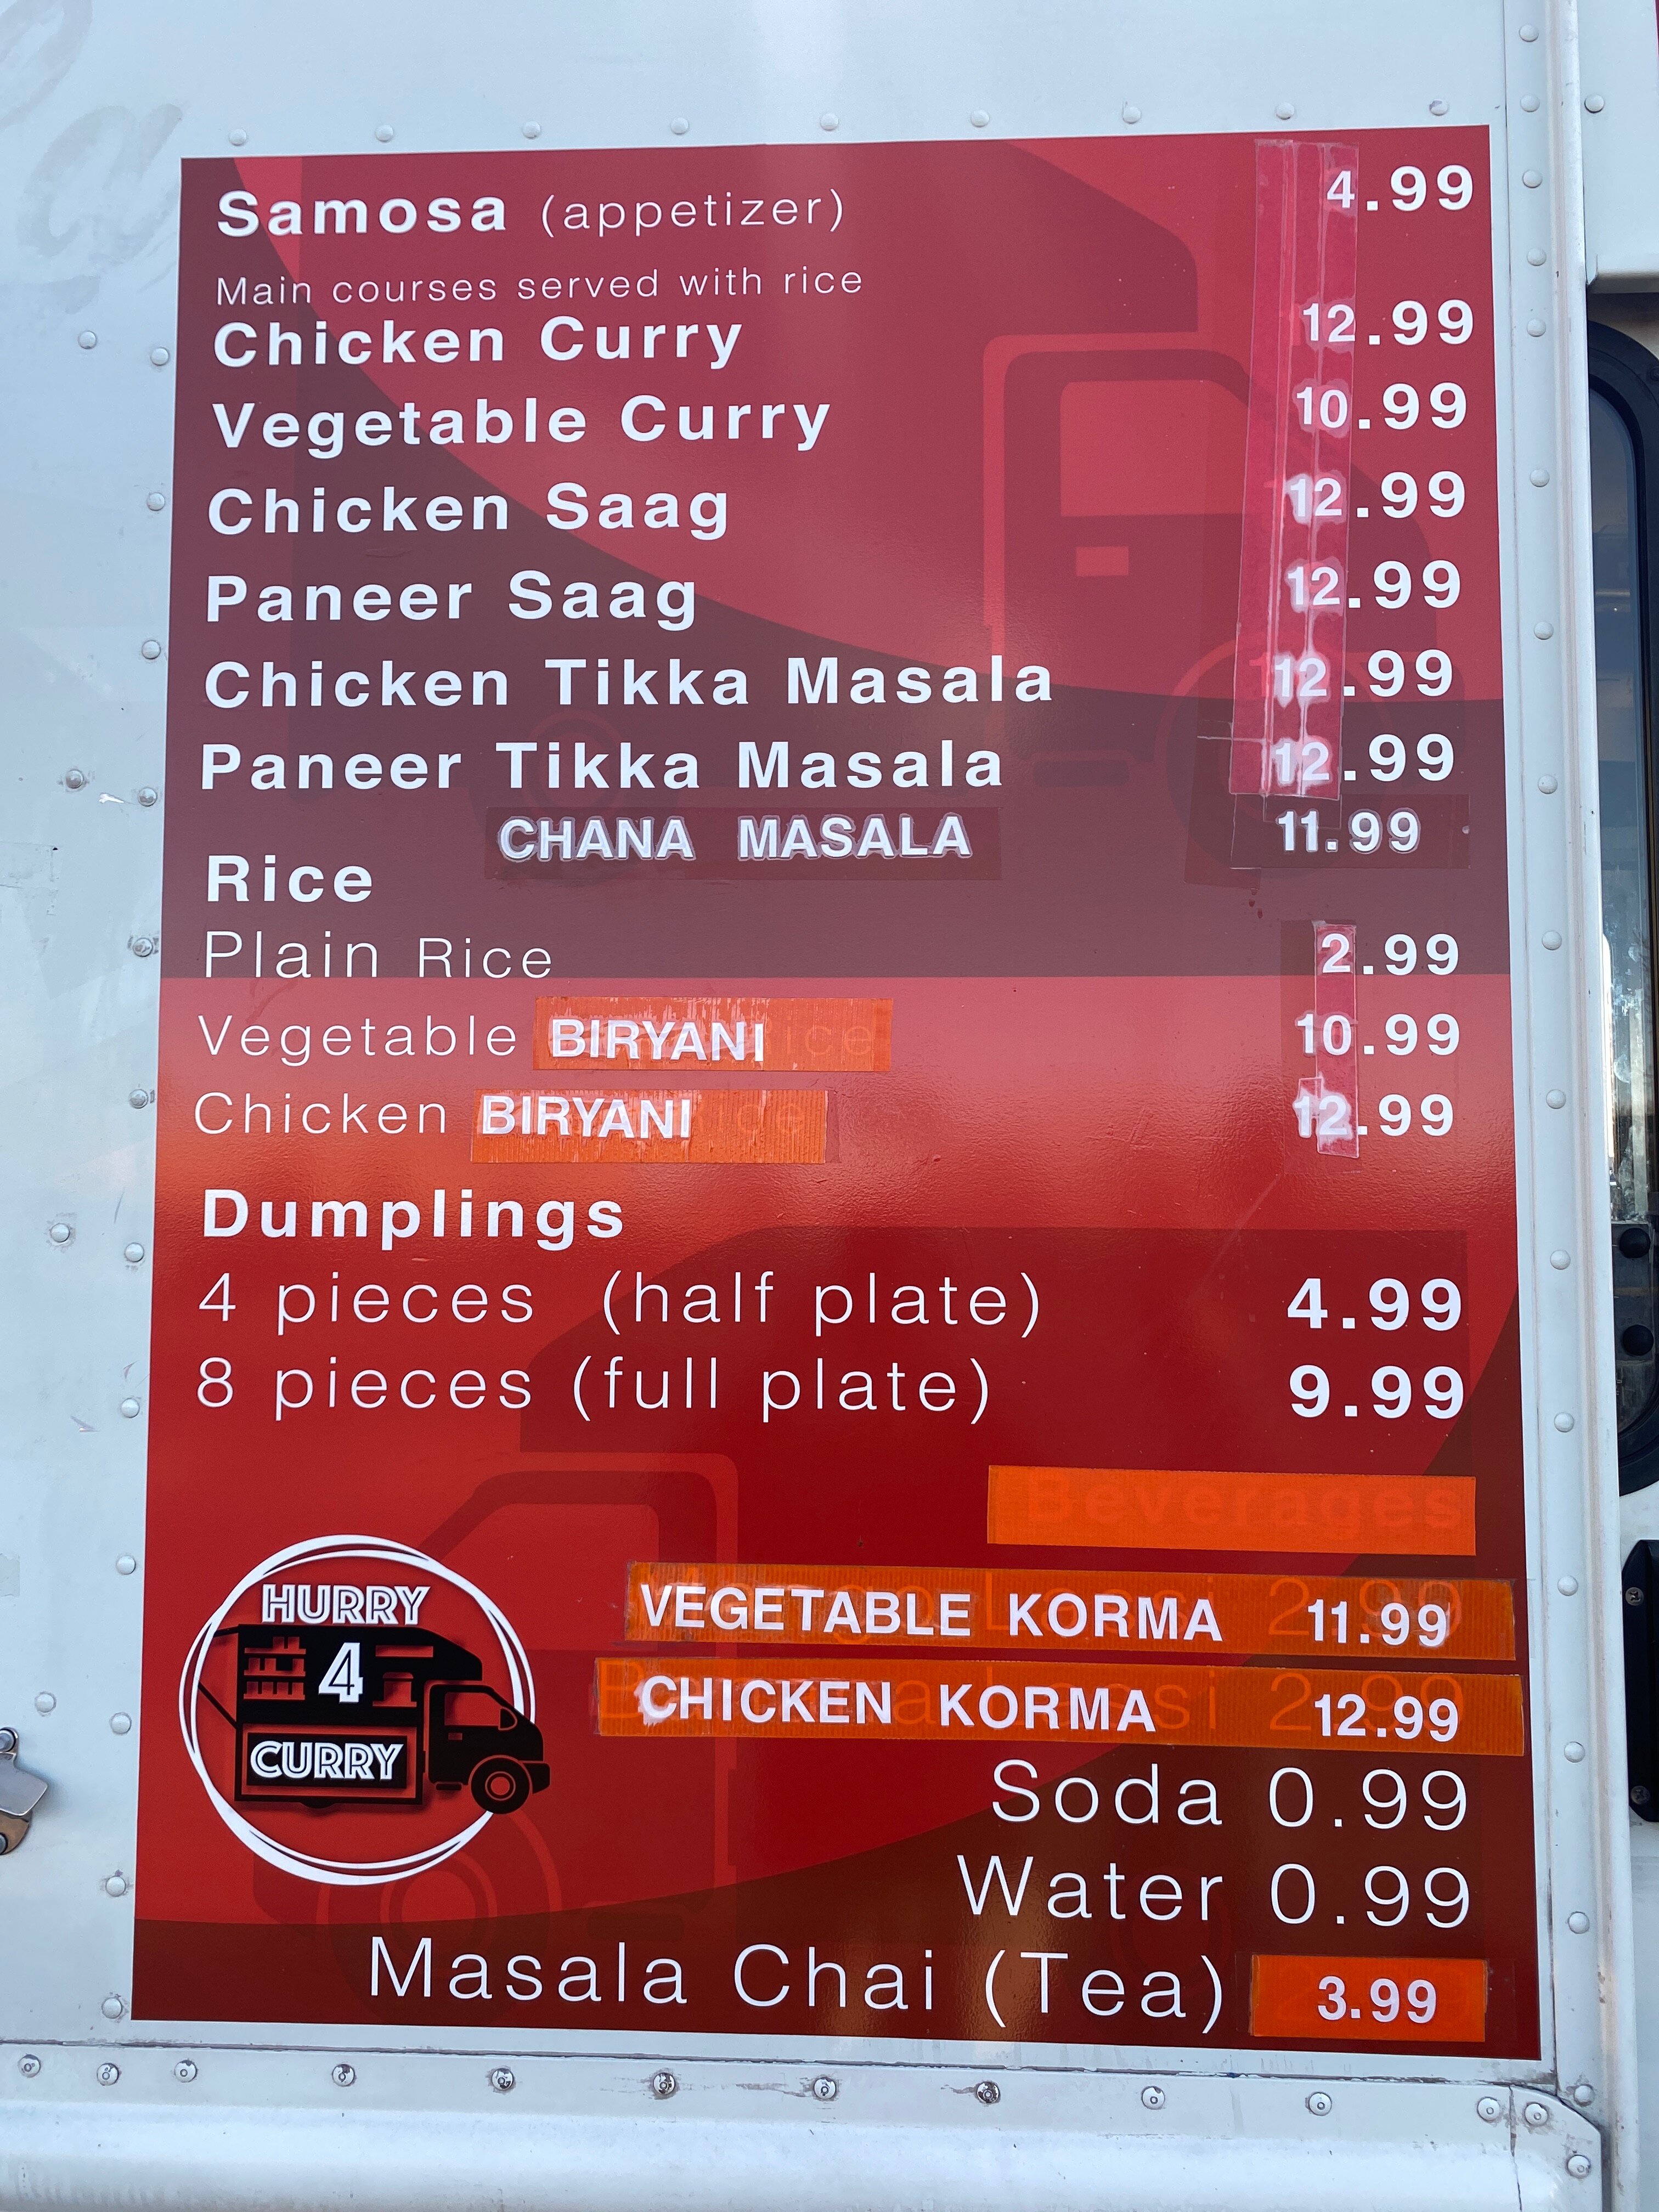 Samosa (appetizer) 4.99
Main courses served with rice
Chicken Curry 12.99
Vegetable Curry 10.99
Chicken Saag 12.99
Paneer Saag 12.99
Chicken Tikka Masala 12.99
Paneer Tikka Masala 12.99
CHANA MASALA 11.99
Rice
Plain Rice 2.99
Vegetable BIRYANI Rice 10.99
Chicken BIRYANI Rice 12.99
Dumplings
4 pieces (half plate) 4.99
8 pieces (full plate) 9.99
Beverages
VEGETABLE KORMA 11.99
CHICKEN KORMA 12.99
Soda 0.99
Water 0.99
Masala Chai (Tea) 3.99
HURRY
4
CURRY